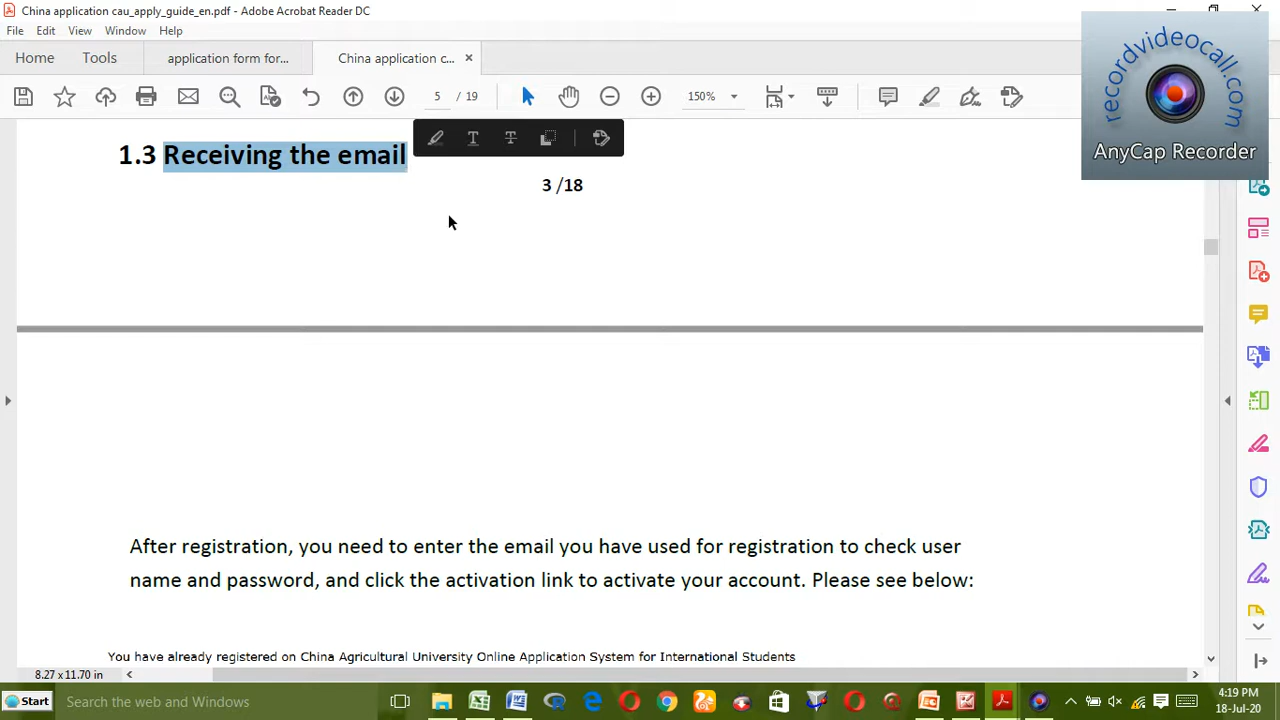 China application cau_apply_guide_en.pdf - Adobe Acrobat Reader DC
File Edit View Window Help
Home Tools application form for... China application c...
5 / 19 150%
recordvideocall.com
AnyCap Recorder
1.3 Receiving the email
3 /18
After registration, you need to enter the email you have used for registration to check user
name and password, and click the activation link to activate your account. Please see below:
You have already registered on China Agricultural University Online Application System for International Students
8.27 x 11.70 in
Start Search the web and Windows 4:19 PM
18-Jul-20